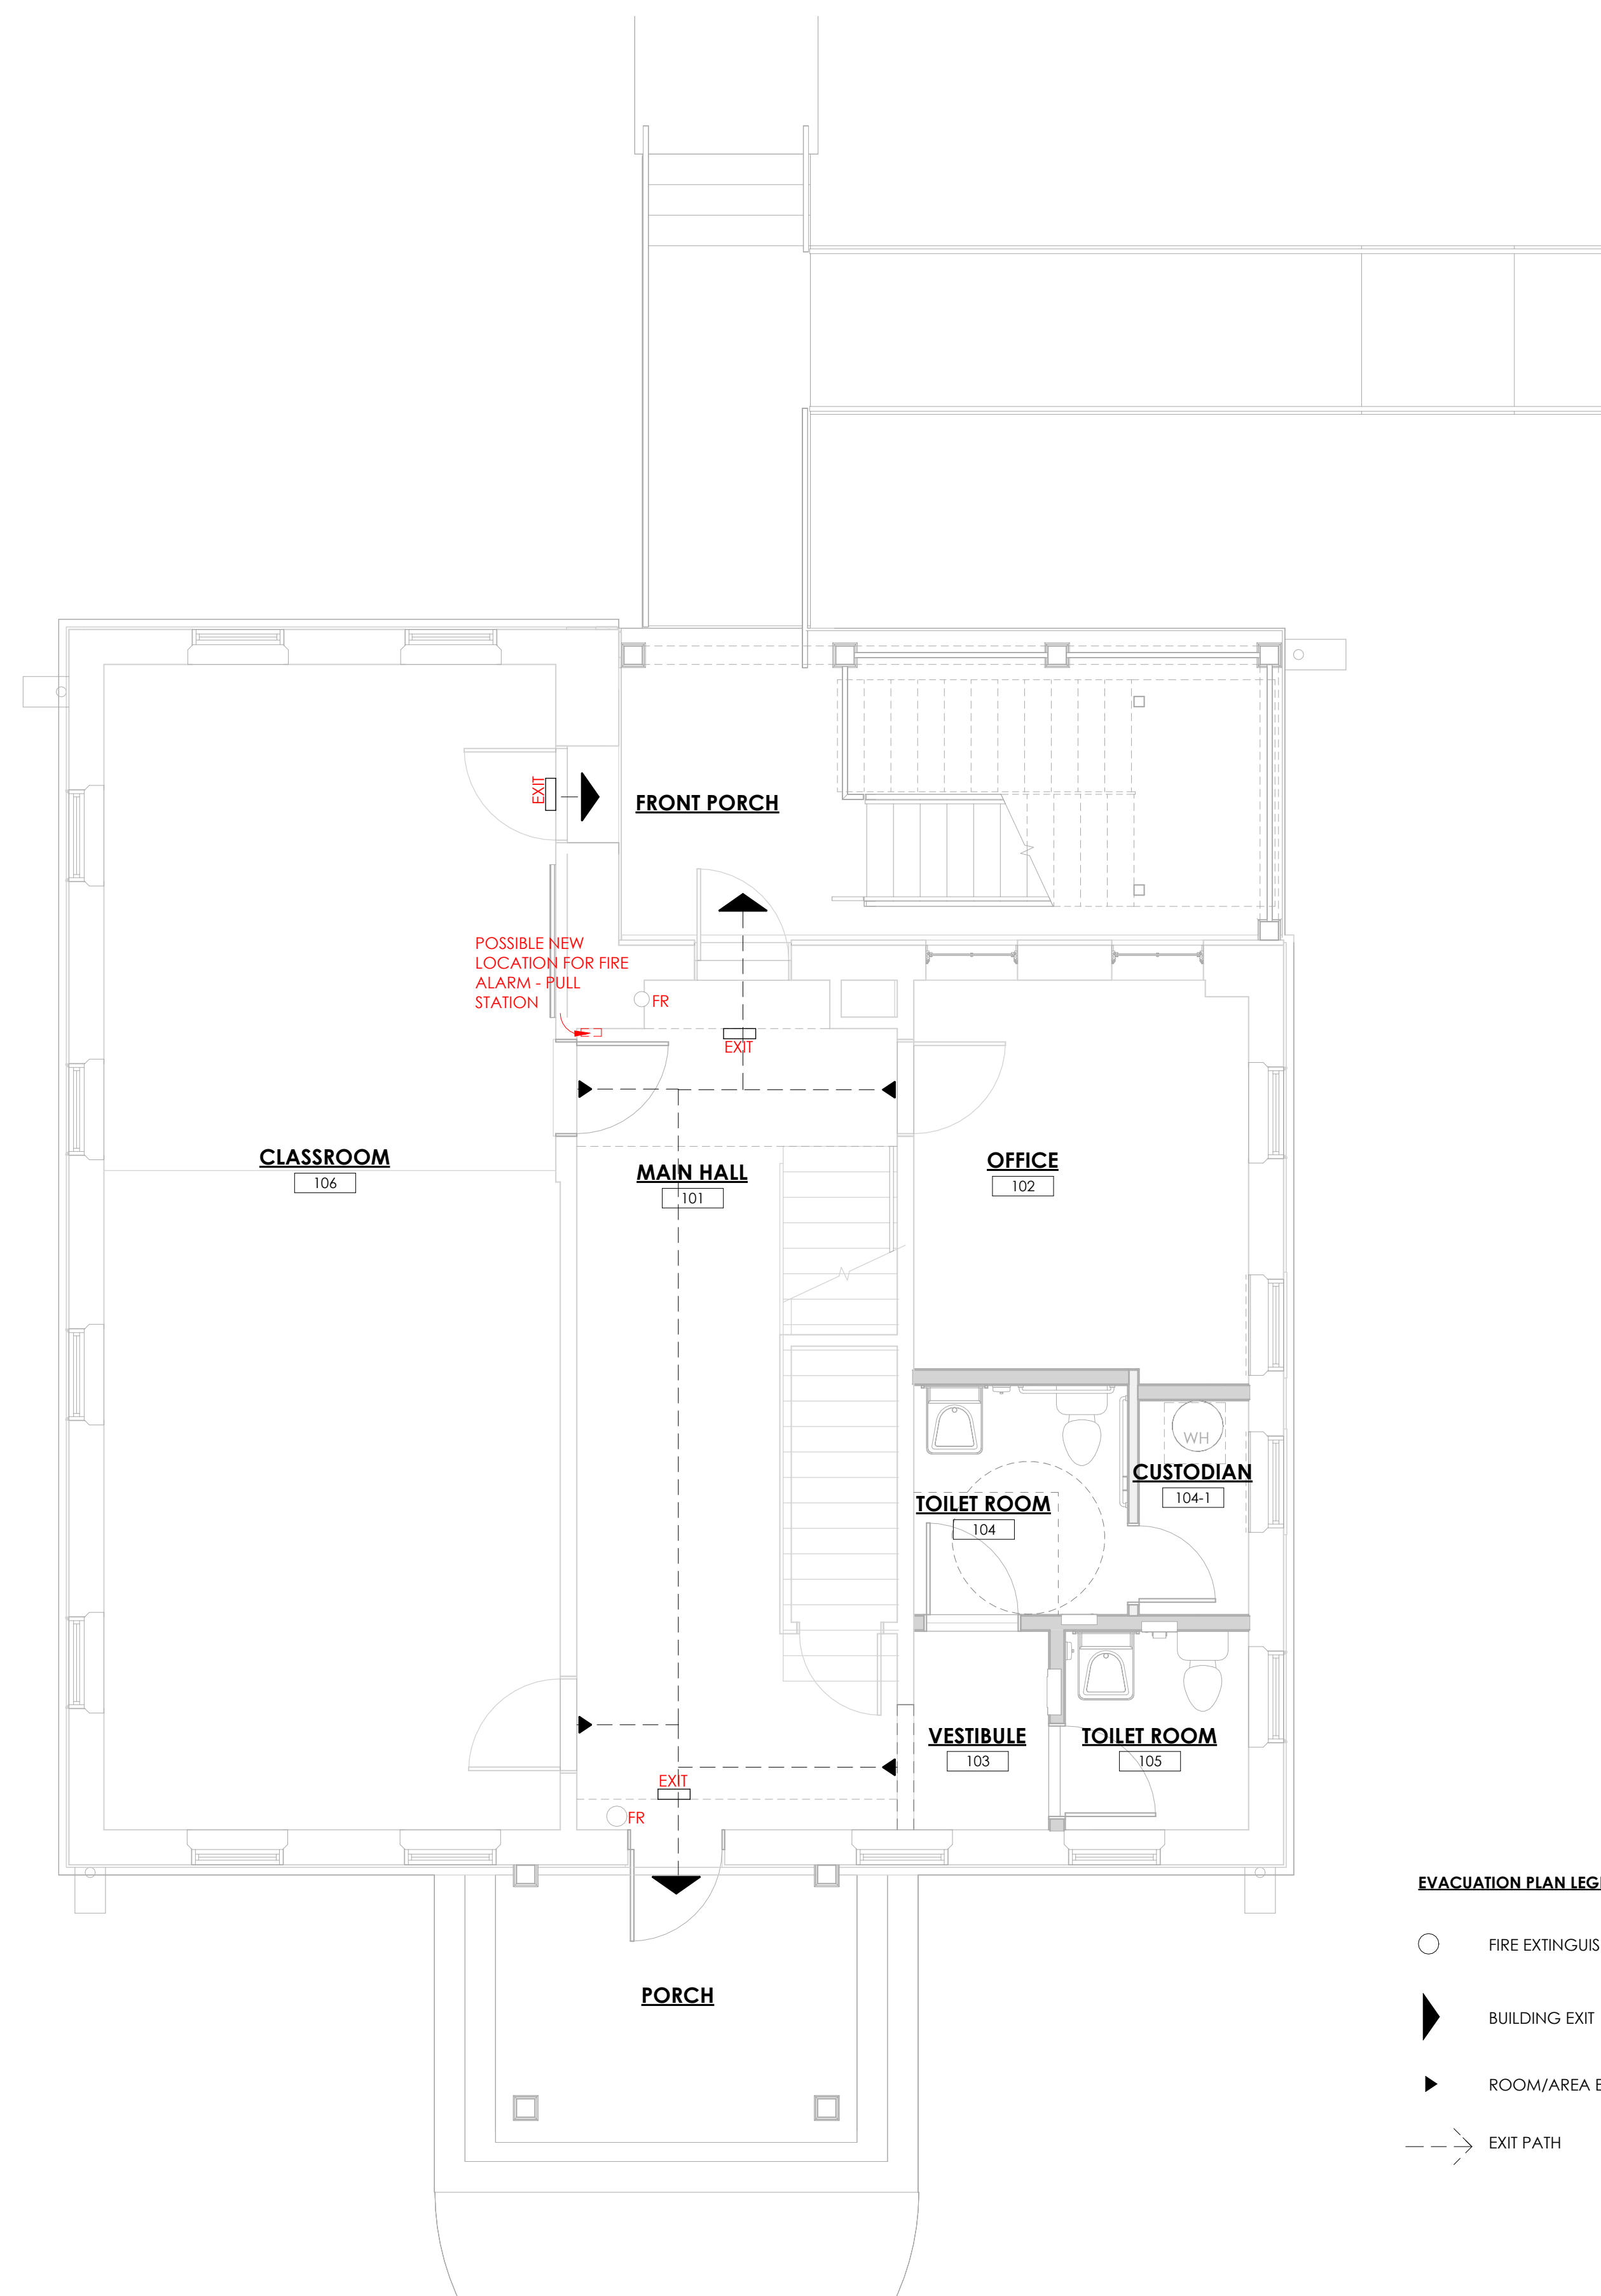 EXIT
FRONT PORCH
POSSIBLE NEW
LOCATION FOR FIRE
ALARM - PULL
STATION
FR
EXIT
CLASSROOM
106
MAIN HALL
101
OFFICE
102
WH
CUSTODIAN
104-1
TOILET ROOM
104
VESTIBULE
103
TOILET ROOM
105
EXIT
FR
PORCH
EVACUATION PLAN
FIRE
BUILDING EXIT
ROOM/AREA
EXIT PATH